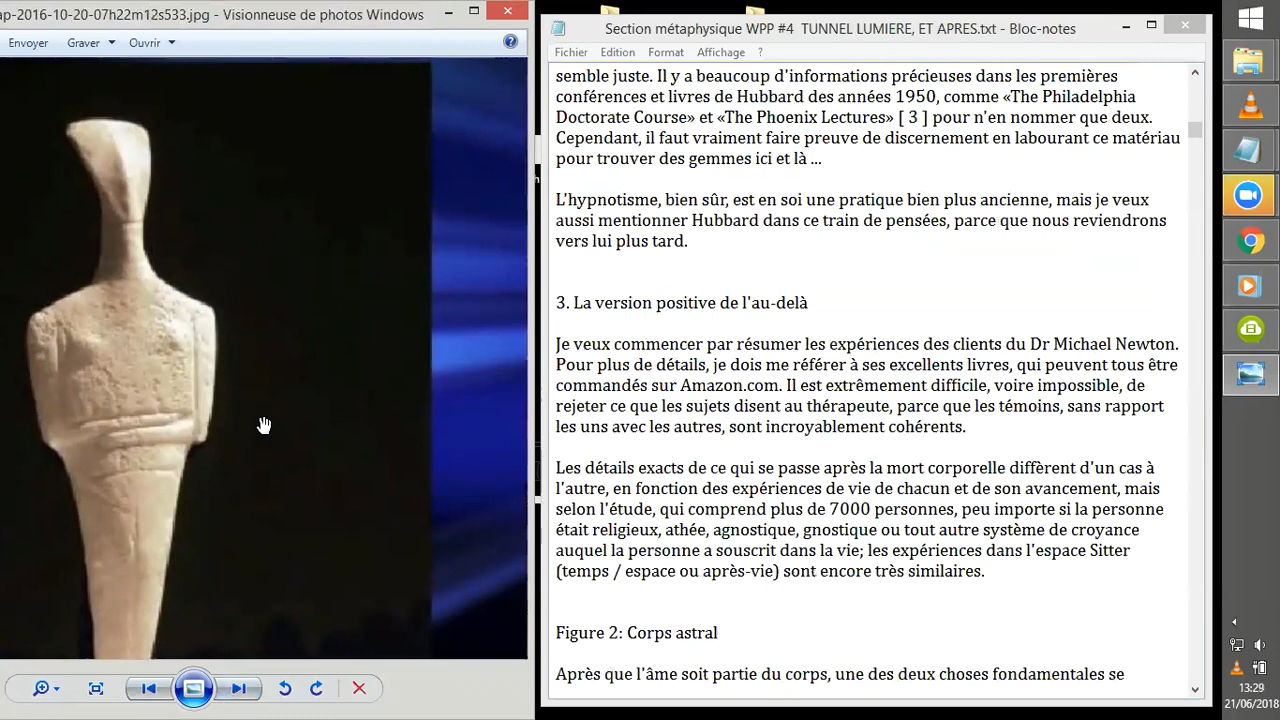 ap-2016-10-20-07h22m12s533.jpg - Visionneuse de photos Windows
Envoyer Graver Ouvrir
Section métaphysique WPP #4 TUNNEL LUMIERE, ET APRES.txt - Bloc-notes
Fichier Edition Format Affichage ?
semble juste. Il y a beaucoup d'informations précieuses dans les premières
conférences et livres de Hubbard des années 1950, comme «The Philadelphia
Doctorate Course» et «The Phoenix Lectures» [ 3 ] pour n'en nommer que deux.
Cependant, il faut vraiment faire preuve de discernement en labourant ce matériau
pour trouver des gemmes ici et là ...
L'hypnotisme, bien sûr, est en soi une pratique bien plus ancienne, mais je veux
aussi mentionner Hubbard dans ce train de pensées, parce que nous reviendrons
vers lui plus tard.
3. La version positive de l'au-delà
Je veux commencer par résumer les expériences des clients du Dr Michael Newton.
Pour plus de détails, je dois me référer à ses excellents livres, qui peuvent tous être
commandés sur Amazon.com. Il est extrêmement difficile, voire impossible, de
rejeter ce que les sujets disent au thérapeute, parce que les témoins, sans rapport
les uns avec les autres, sont incroyablement cohérents.
Les détails exacts de ce qui se passe après la mort corporelle diffèrent d'un cas à
l'autre, en fonction des expériences de vie de chacun et de son avancement, mais
selon l'étude, qui comprend plus de 7000 personnes, peu importe si la personne
était religieux, athée, agnostique, gnostique ou tout autre système de croyance
auquel la personne a souscrit dans la vie; les expériences dans l'espace Sitter
(temps / espace ou après-vie) sont encore très similaires.
Figure 2: Corps astral
Après que l'âme soit partie du corps, une des deux choses fondamentales se
13:29
21/06/2018